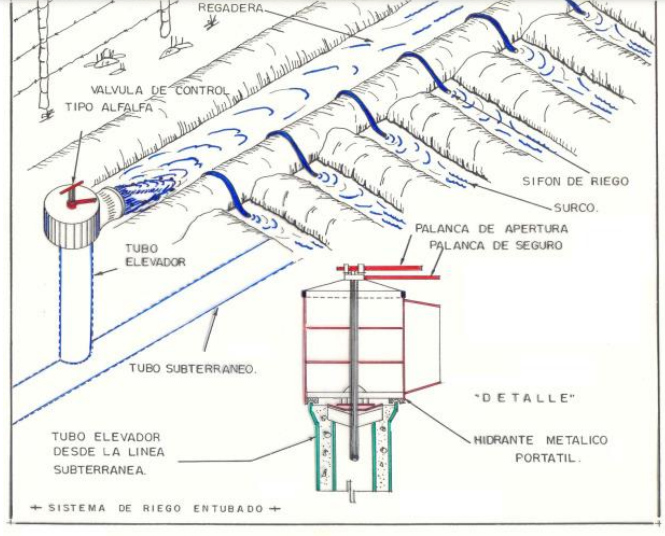 REGADERA.
VALVULA DE CONTROL
TIPO ALFALFA
SIFON DE RIEGO
SURCO.
PALANCA DE APERTURA
PALANCA DE SEGURO
TUBO
ELEVADOR
TUBO SUBTERRANEO.
"DETALLE"
TUBO ELEVADOR
DESDE LA LINEA
SUBTERRANEA.
HIDRANTE METALICO
PORTATIL.
SISTEMA DE RIEGO ENTUBADO